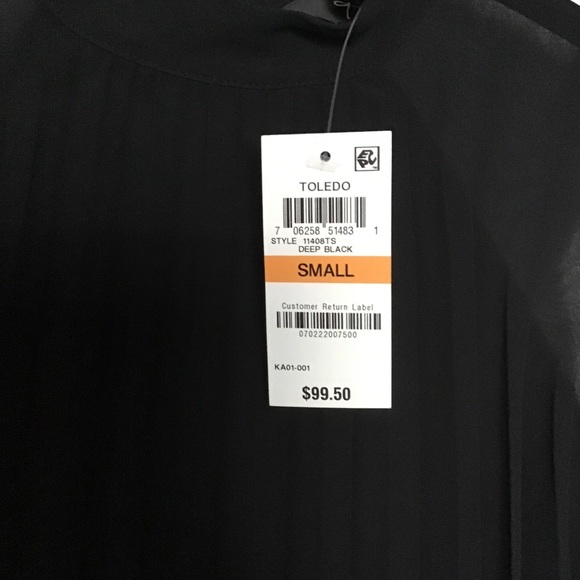 TOLEDO
7 06258 51483 1
STYLE 11408TS
DEEP BLACK
SMALL
Customer Return Label
070222007500
KA01-001
$99.50